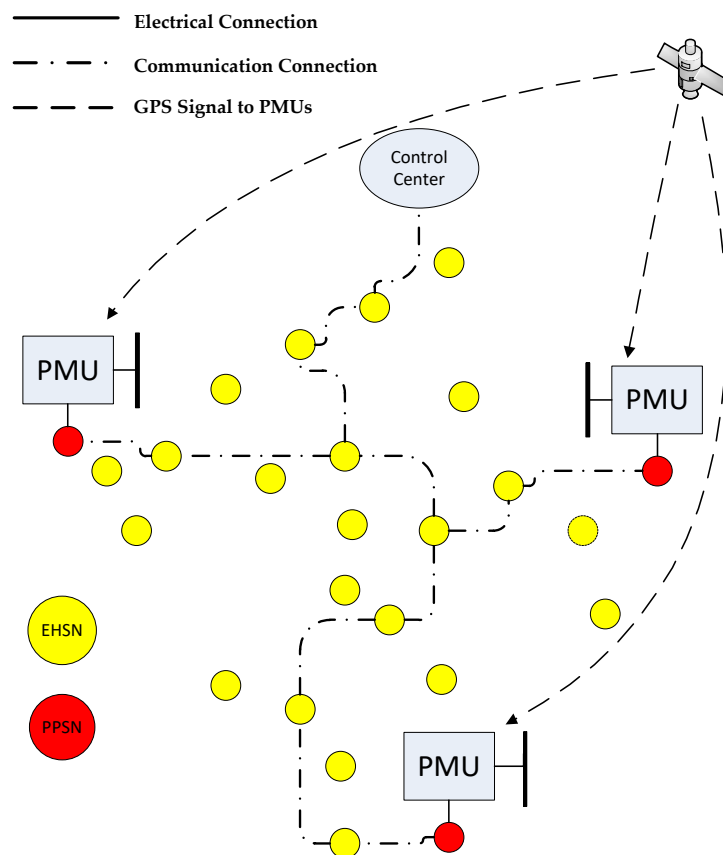 Electrical Connection
Communication Connection
GPS Signal to PMUs
Control
Center
PMU
PMU
EHSN
PPSN
PMU